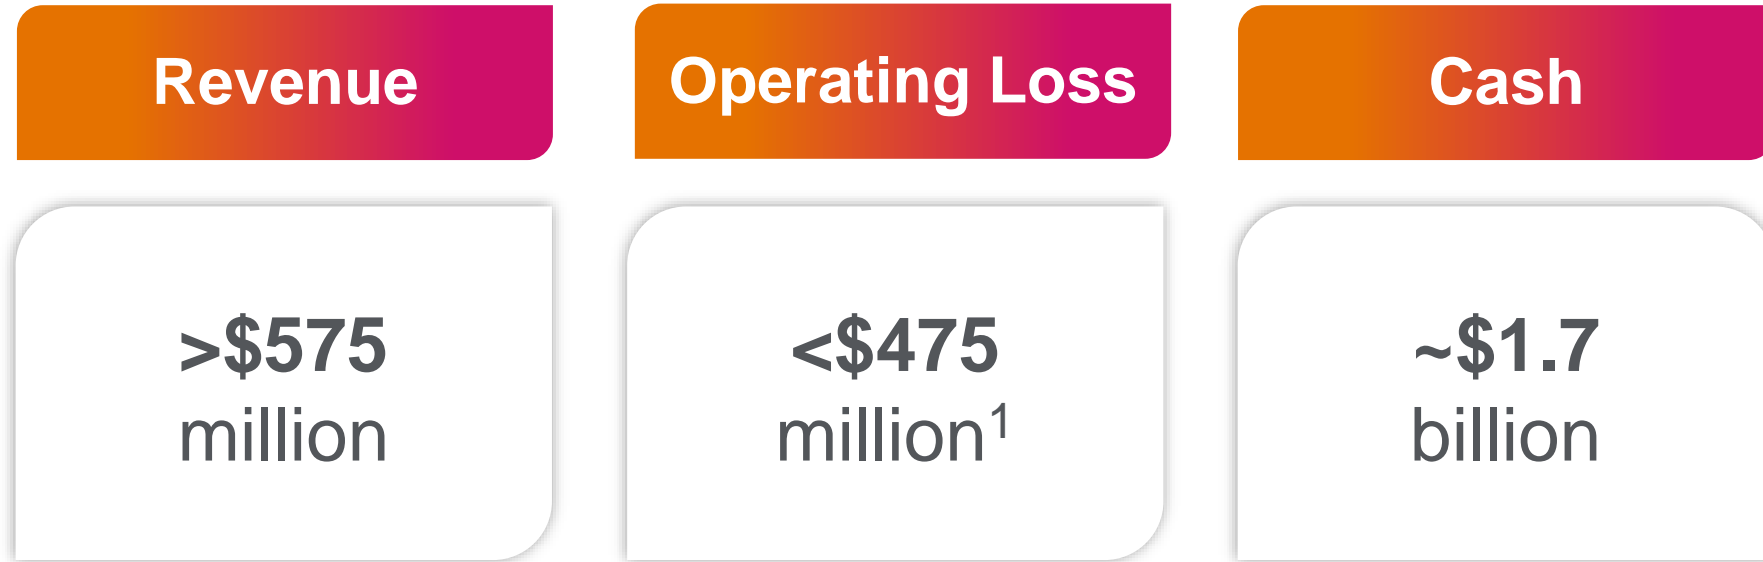 Revenue
>$575
million
Operating Loss
<$475
million¹
Cash
~$1.7
billion